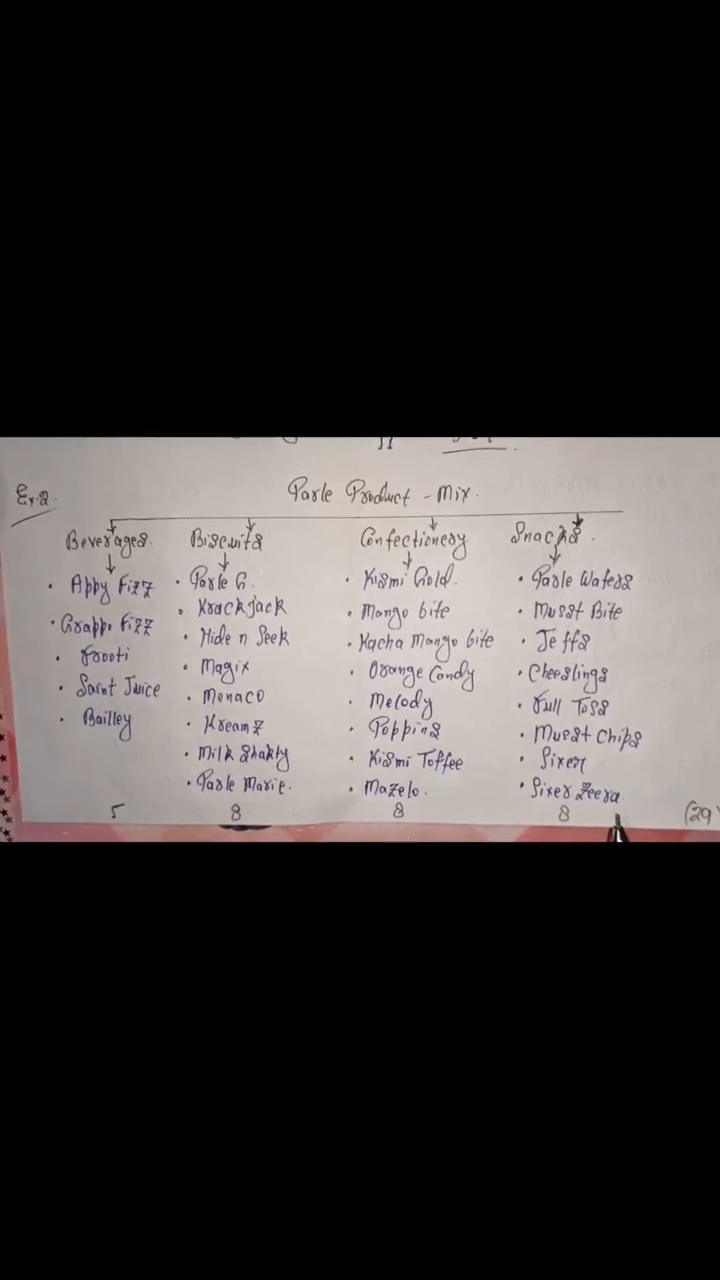 Ex.2.
Parle Product - Mix.
Beverages.
Appy Fizz
Grappo Fizz
Frooti
Saint Juice
Bailley
5
Biscuits
Parle G.
Krackjack
Hide n Seek
Magix
Monaco
Kreamz
Milk Shakty
Parle Marie.
8
Confectionery
Kismi Gold.
Mango bite
Kacha Mango bite
Orange Candy
Melody
Poppins
Kismi Toffee
Mazelo.
8
Snacks.
Parle Wafers
Musst Bite
Jeffs
Cheeslings
Full Toss
Musst Chips
Sixer
Sixer Zeera
8
(29